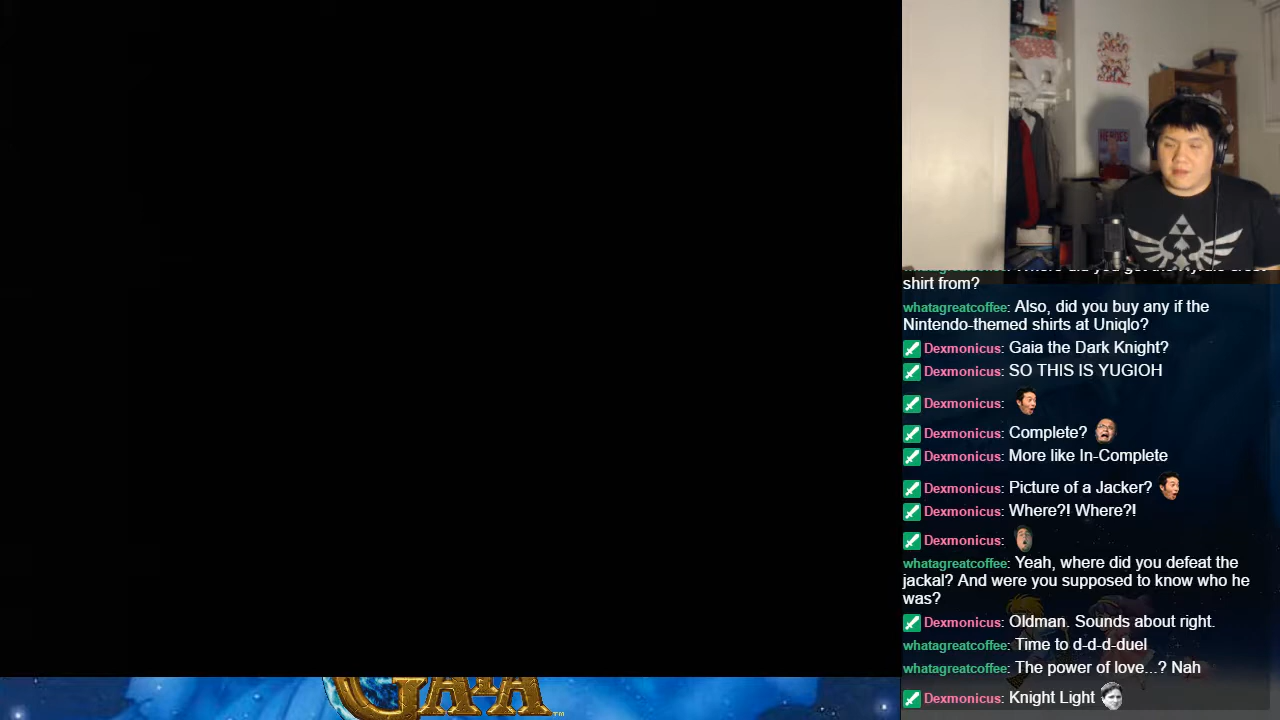 shirt from?
whatagreatcoffee: Also, did you buy any if the
Nintendo-themed shirts at Uniqlo?
Dexmonicus: Gaia the Dark Knight?
Dexmonicus: SO THIS IS YUGIOH
Dexmonicus:
Dexmonicus: Complete?
Dexmonicus: More like In-Complete
Dexmonicus: Picture of a Jacker?
Dexmonicus: Where?! Where?!
Dexmonicus:
whatagreatcoffee: Yeah, where did you defeat the
jackal? And were you supposed to know who he
was?
Dexmonicus: Oldman. Sounds about right.
whatagreatcoffee: Time to d-d-d-duel
whatagreatcoffee: The power of love...? Nah
Dexmonicus: Knight Light
GAIA™